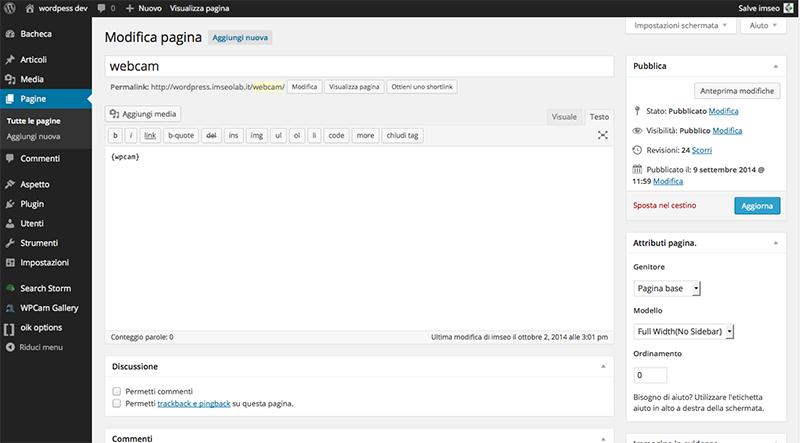 wordpess dev 0 + Nuovo Visualizza pagina Salve imseo
Bacheca
Articoli
Media
Pagine
Tutte le pagine
Aggiungi nuova
Commenti
Aspetto
Plugin
Utenti
Strumenti
Impostazioni
Search Storm
WPCam Gallery
[ ] oik options
Riduci menu
Impostazioni schermata Aiuto
Modifica pagina Aggiungi nuova
webcam
Permalink: http://wordpress.imseolab.it/webcam/ Modifica Visualizza pagina Ottieni uno shortlink
Aggiungi media Visuale Testo
b i link b-quote del ins img ul ol li code more chiudi tag
{wpcam}
Conteggio parole: 0 Ultima modifica di imseo il ottobre 2, 2014 alle 3:01 pm
Discussione
Permetti commenti
Permetti trackback e pingback su questa pagina.
Commenti
Pubblica
Anteprima modifiche
Stato: Pubblicato Modifica
Visibilità: Pubblico Modifica
Revisioni: 24 Scorri
Pubblicato il: 9 settembre 2014 @
11:59 Modifica
Sposta nel cestino Aggiorna
Attributi pagina.
Genitore
Pagina base
Modello
Full Width(No Sidebar)
Ordinamento
0
Bisogno di aiuto? Utilizzare l'etichetta
aiuto in alto a destra della schermata.
Immagine in evidenza